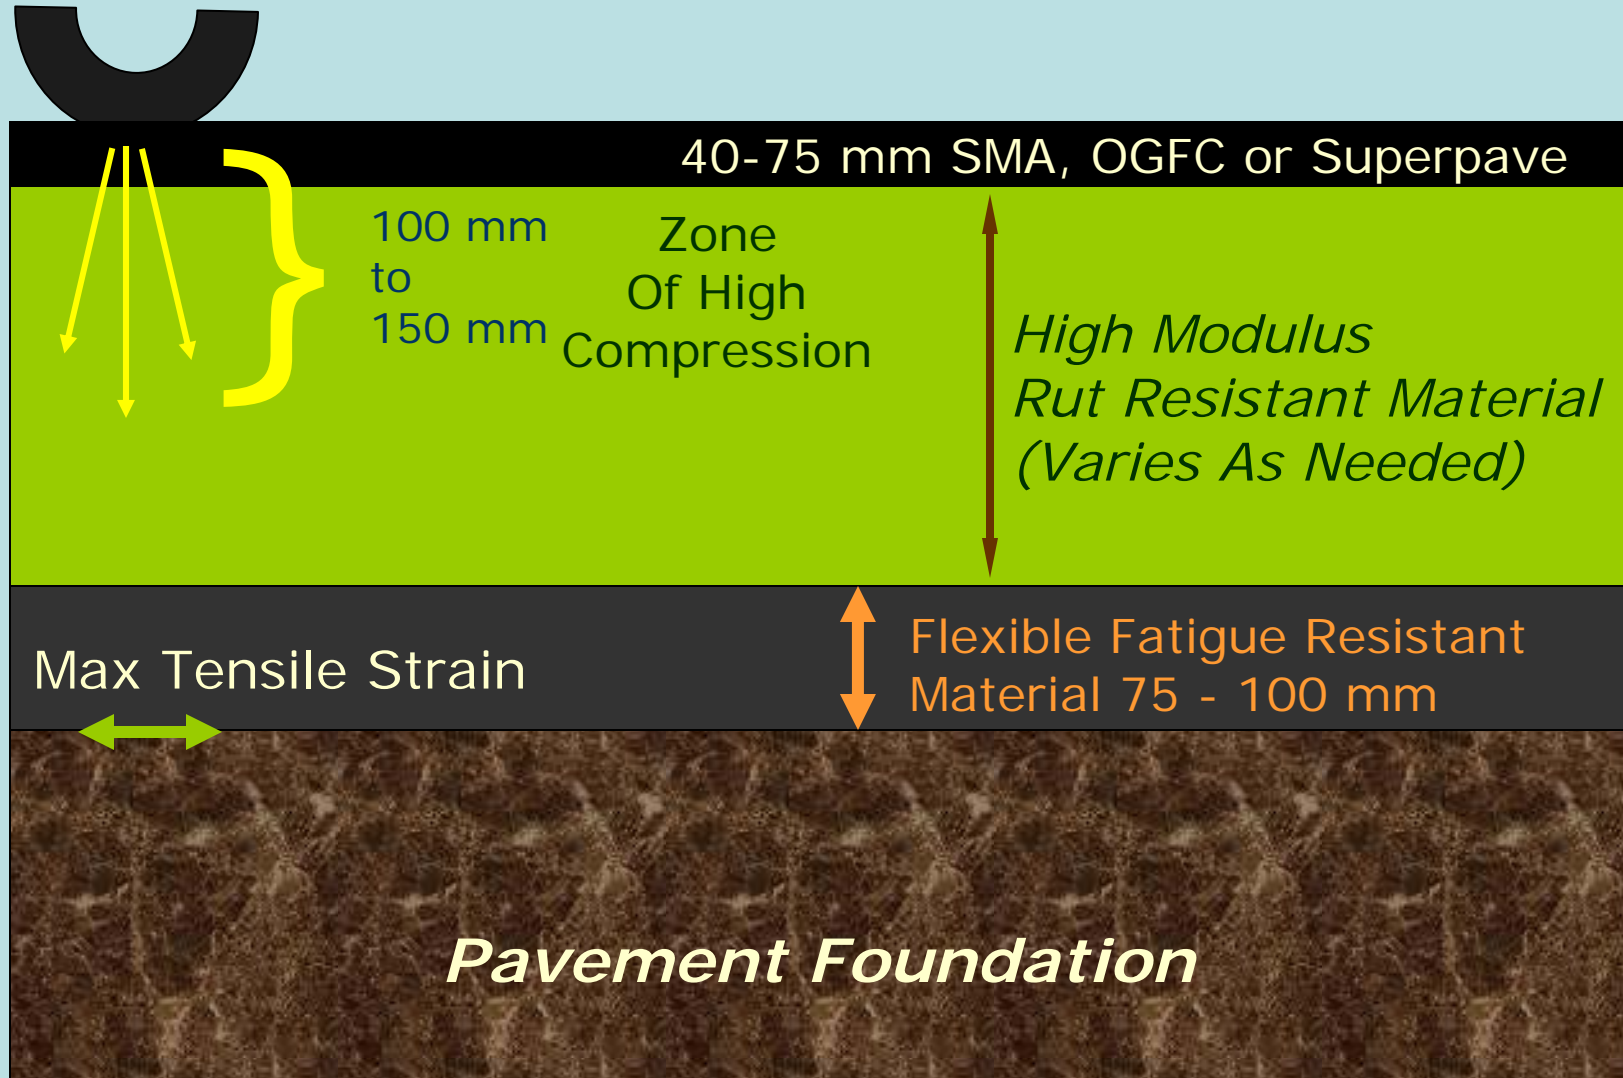 40-75 mm SMA, OGFC or Superpave
100 mm
to
150 mm
Zone
Of High
Compression
High Modulus
Rut Resistant Material
(Varies As Needed)
Max Tensile Strain
Flexible Fatigue Resistant
Material 75 - 100 mm
Pavement Foundation